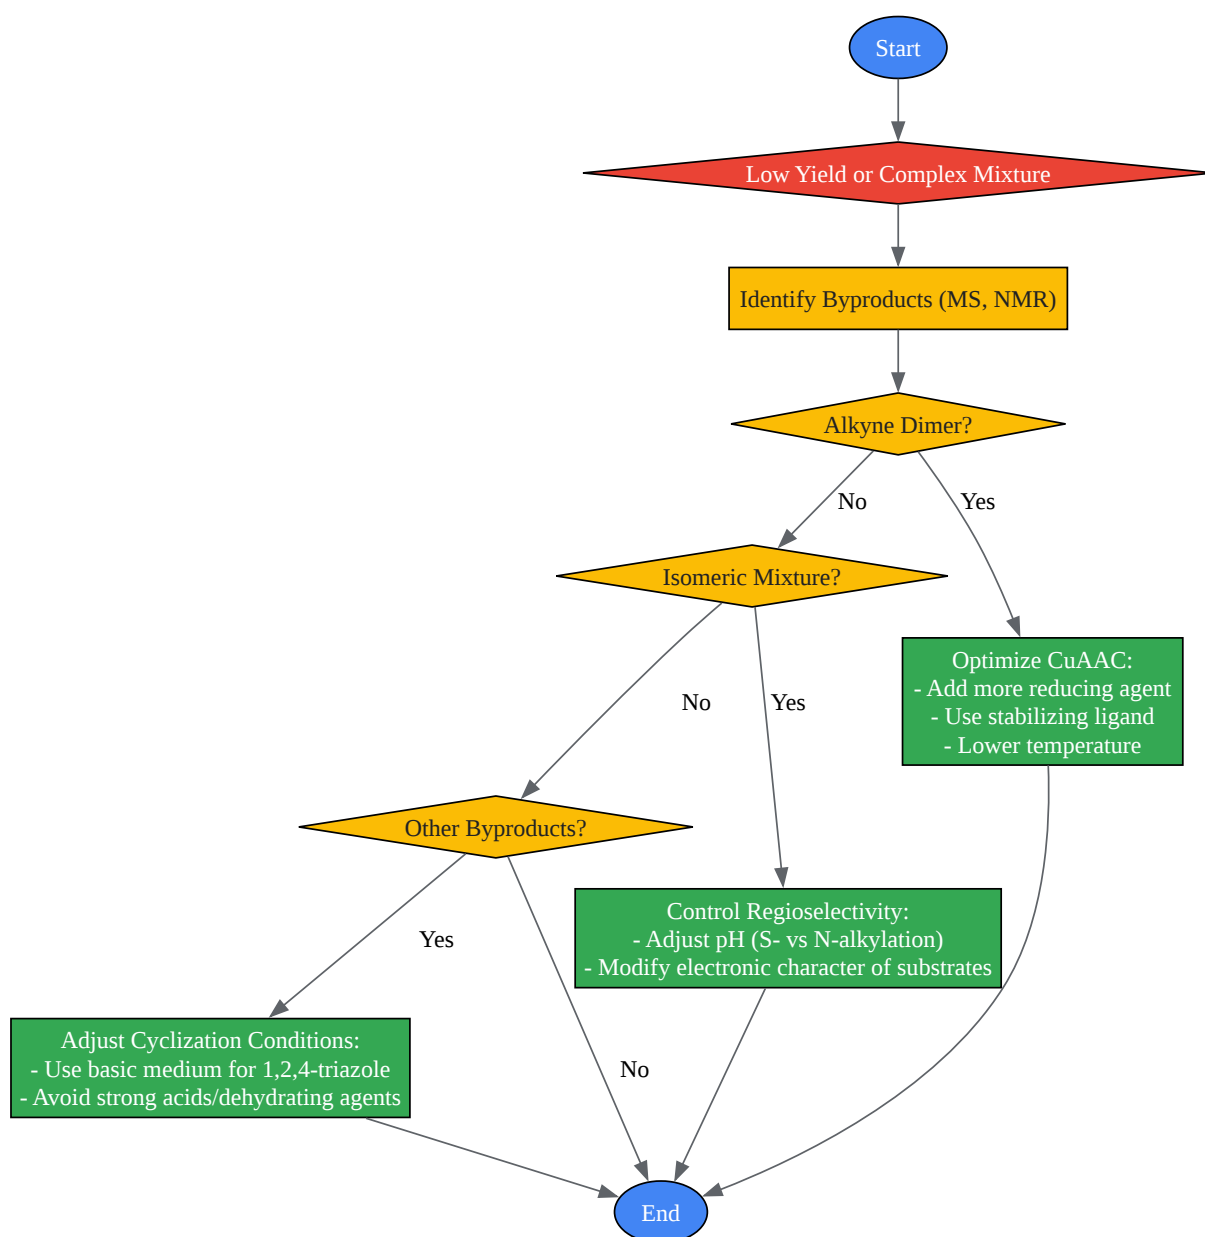 Start
Low Yield or Complex Mixture
Identify Byproducts (MS, NMR)
Alkyne Dimer?
No
Yes
Isomeric Mixture?
Optimize CuAAC:
- Add more reducing agent
- Use stabilizing ligand
- Lower temperature
No
Yes
Other Byproducts?
Control Regioselectivity:
- Adjust pH (S- vs N-alkylation)
- Modify electronic character of substrates
Yes
Adjust Cyclization Conditions:
- Use basic medium for 1,2,4-triazole
- Avoid strong acids/dehydrating agents
No
End